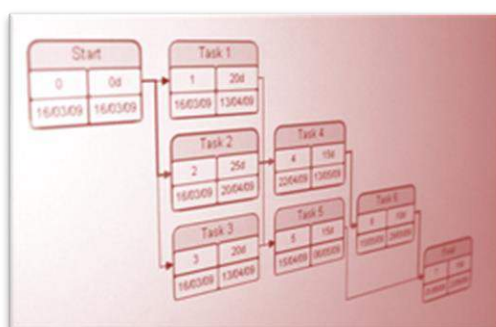 Start
0 0d
16/03/09 16/03/09
Task 1
1 20d
16/03/09 13/04/09
Task 2
2 25d
16/03/09 20/04/09
Task 3
3 20d
16/03/09 13/04/09
Task 4
4 15d
22/04/09 13/05/09
Task 5
5 15d
15/04/09 06/05/09
Task 6